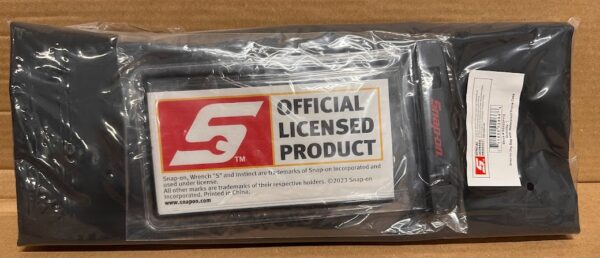 OFFICIAL
LICENSED
PRODUCT
TM
Snap-on, Wrench "S" and Instinct are trademarks of Snap-on Incorporated and
used under license.
All other marks are trademarks of their respective holders. ©2023 Snap-on
Incorporated. Printed in China.
www.snapon.com
Snap-on